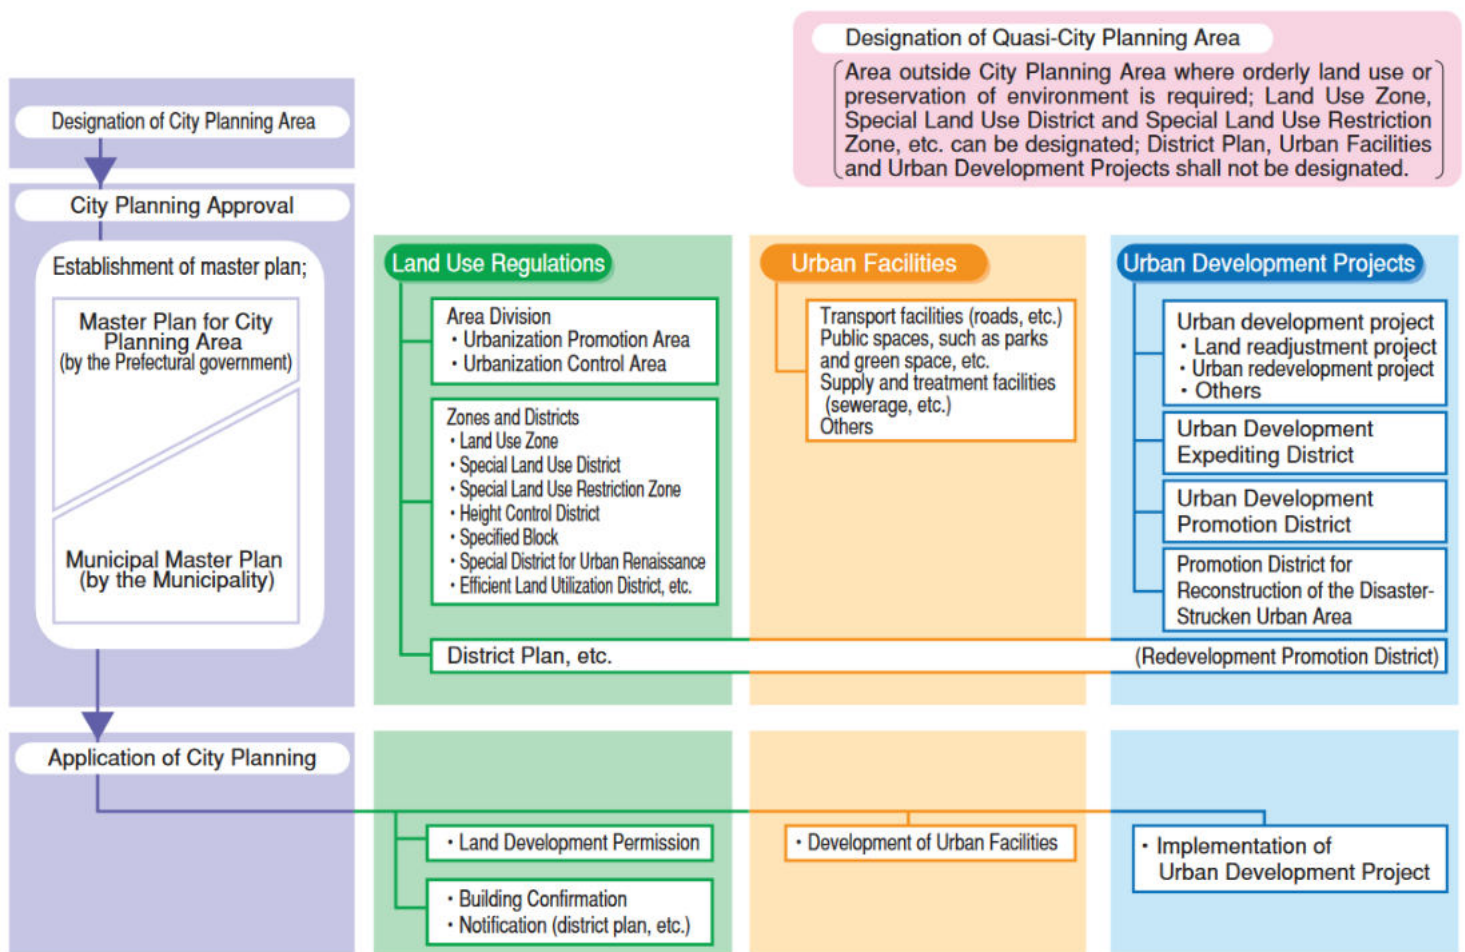 Designation of Quasi-City Planning Area
Area outside City Planning Area where orderly land use or
preservation of environment is required; Land Use Zone,
Special Land Use District and Special Land Use Restriction
Zone, etc. can be designated; District Plan, Urban Facilities
and Urban Development Projects shall not be designated.
Designation of City Planning Area
City Planning Approval
Establishment of master plan;
Master Plan for City
Planning Area
(by the Prefectural government)
Municipal Master Plan
(by the Municipality)
Land Use Regulations
Area Division
・Urbanization Promotion Area
・Urbanization Control Area
Zones and Districts
・Land Use Zone
・Special Land Use District
・Special Land Use Restriction Zone
・Height Control District
・Specified Block
・Special District for Urban Renaissance
・Efficient Land Utilization District, etc.
Urban Facilities
Transport facilities (roads, etc.)
Public spaces, such as parks
and green space, etc.
Supply and treatment facilities
(sewerage, etc.)
Others
Urban Development Projects
Urban development project
・Land readjustment project
・Urban redevelopment project
・Others
Urban Development
Expediting District
Urban Development
Promotion District
Promotion District for
Reconstruction of the Disaster-
Strucken Urban Area
District Plan, etc.
(Redevelopment Promotion District)
Application of City Planning
・Land Development Permission
・Building Confirmation
・Notification (district plan, etc.)
・Development of Urban Facilities
・Implementation of
Urban Development Project